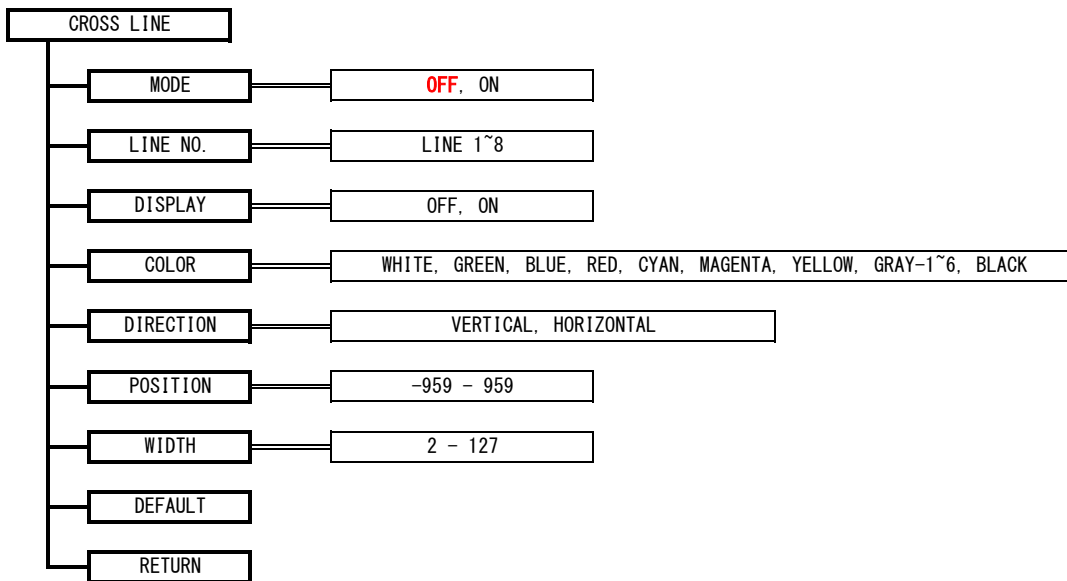 CROSS LINE
MODE OFF, ON
LINE NO. LINE 1~8
DISPLAY OFF, ON
COLOR WHITE, GREEN, BLUE, RED, CYAN, MAGENTA, YELLOW, GRAY-1~6, BLACK
DIRECTION VERTICAL, HORIZONTAL
POSITION -959 - 959
WIDTH 2 - 127
DEFAULT
RETURN